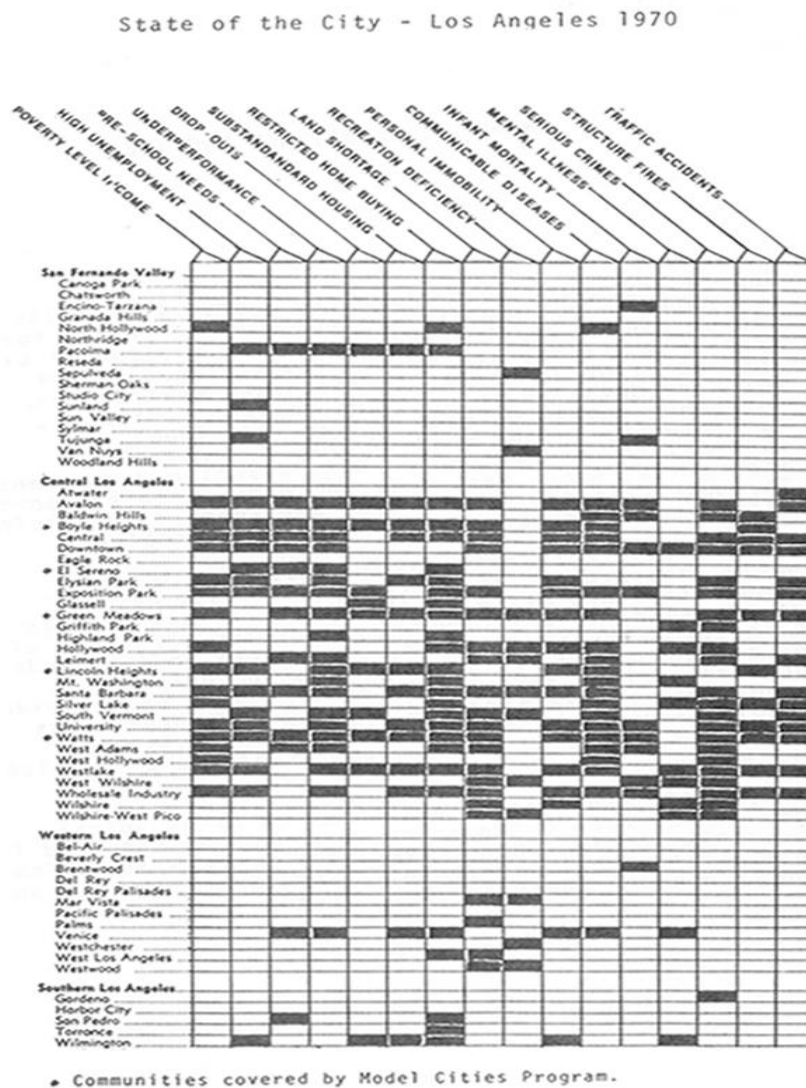 State of the City - Los Angeles 1970
POVERTY LEVEL INCOME
HIGH UNEMPLOYMENT
PRE-SCHOOL NEEDS
UNDERPERFORMANCE
DROP-OUTS
SUBSTANDANDARD HOUSING
RESTRICTED HOME BUYING
LAND SHORTAGE
RECREATION DEFICIENCY
PERSONAL IMMOBILITY
COMMUNICABLE DISEASES
INFANT MORTALITY
MENTAL ILLNESS
SERIOUS CRIMES
STRUCTURE FIRES
TRAFFIC ACCIDENTS
San Fernando Valley
Canoga Park
Chatsworth
Encino-Tarzana
Granada Hills
North Hollywood
Northridge
Pacoima
Reseda
Sepulveda
Sherman Oaks
Studio City
Sunland
Sun Valley
Sylmar
Tujunga
Van Nuys
Woodland Hills
Central Los Angeles
Atwater
Avalon
Baldwin Hills
• Boyle Heights
Central
Downtown
Eagle Rock
• El Sereno
Elysian Park
Exposition Park
Glassell
• Green Meadows
Griffith Park
Highland Park
Hollywood
Leimert
• Lincoln Heights
Mt. Washington
Santa Barbara
Silver Lake
South Vermont
University
• Watts
West Adams
West Hollywood
Westlake
West Wilshire
Wholesale Industry
Wilshire
Wilshire-West Pico
Western Los Angeles
Bel-Air
Beverly Crest
Brentwood
Del Rey
Del Rey Palisades
Mar Vista
Pacific Palisades
Palms
Venice
Westchester
West Los Angeles
Westwood
Southern Los Angeles
Gardena
Harbor City
San Pedro
Torrance
Wilmington
• Communities covered by Model Cities Program.